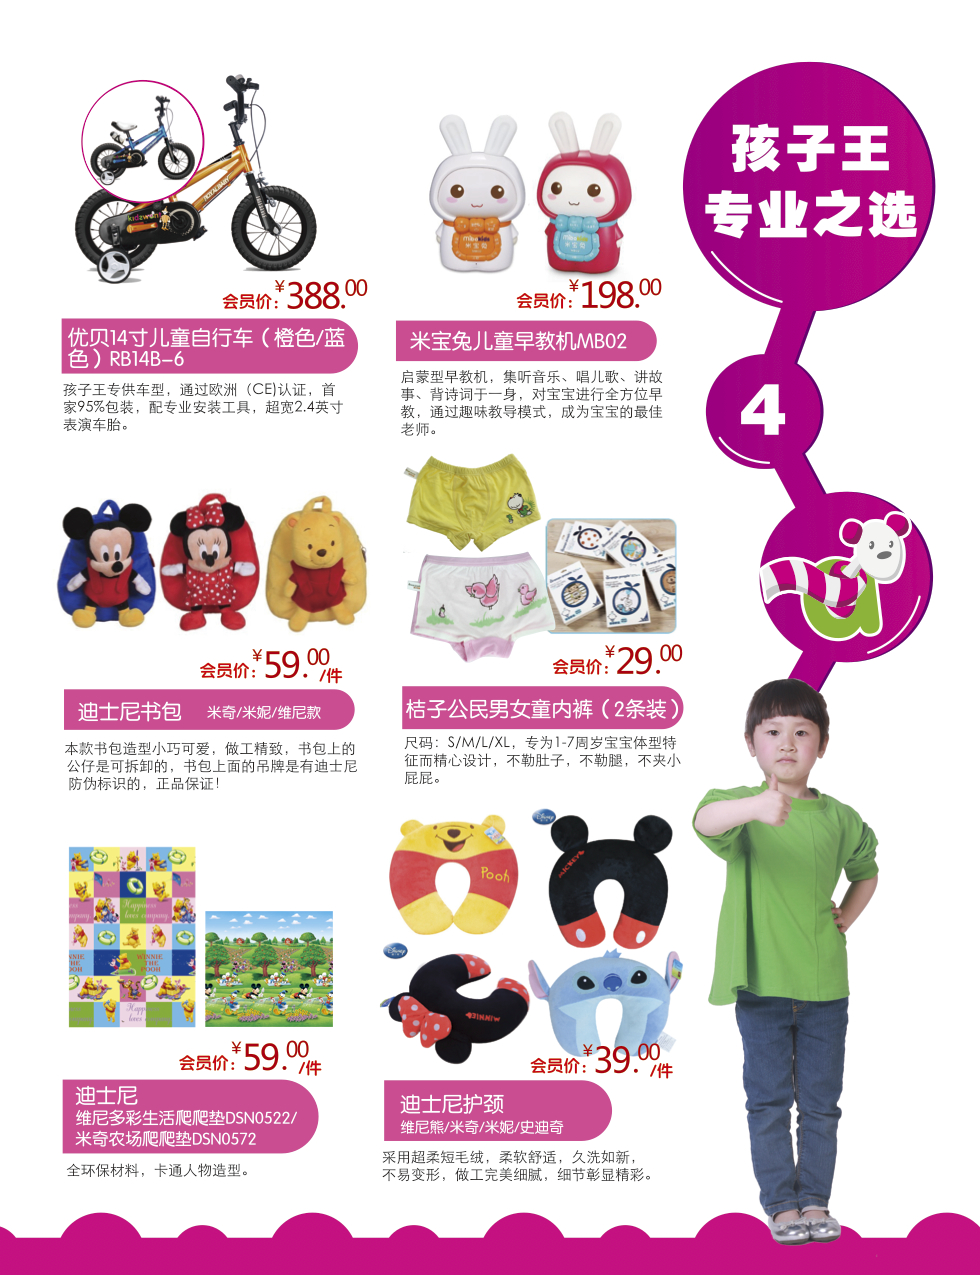 孩子王
专业之选
4
ROYALBABY
会员价：¥388.00
优贝14寸儿童自行车（橙色/蓝
色）RB14B-6
孩子王专供车型，通过欧洲（CE)认证，首
家95%包装，配专业安装工具，超宽2.4英寸
表演车胎。
米宝兔
会员价：¥198.00
米宝兔儿童早教机MB02
启蒙型早教机，集听音乐、唱儿歌、讲故
事、背诗词于一身，对宝宝进行全方位早
教，通过趣味教导模式，成为宝宝的最佳
老师。
会员价：¥59.00/件
迪士尼书包 米奇/米妮/维尼款
本款书包造型小巧可爱，做工精致，书包上的
公仔是可拆卸的，书包上面的吊牌是有迪士尼
防伪标识的，正品保证！
会员价：¥29.00
桔子公民男女童内裤（2条装）
尺码：S/M/L/XL，专为1-7周岁宝宝体型特
征而精心设计，不勒肚子，不勒腿，不夹小
屁屁。
Happiness
loves company.
WINNIE
THE
POOH
会员价：¥59.00/件
迪士尼
维尼多彩生活爬爬垫DSN0522/
米奇农场爬爬垫DSN0572
全环保材料，卡通人物造型。
Disney
Pooh
MICKEY
Disney
MINNIE
会员价：¥39.00/件
迪士尼护颈
维尼熊/米奇/米妮/史迪奇
采用超柔短毛绒，柔软舒适，久洗如新，
不易变形，做工完美细腻，细节彰显精彩。